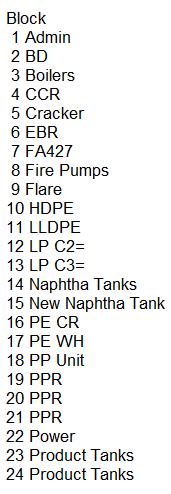 Block
1 Admin
2 BD
3 Boilers
4 CCR
5 Cracker
6 EBR
7 FA427
8 Fire Pumps
9 Flare
10 HDPE
11 LLDPE
12 LP C2=
13 LP C3=
14 Naphtha Tanks
15 New Naphtha Tank
16 PE CR
17 PE WH
18 PP Unit
19 PPR
20 PPR
21 PPR
22 Power
23 Product Tanks
24 Product Tanks